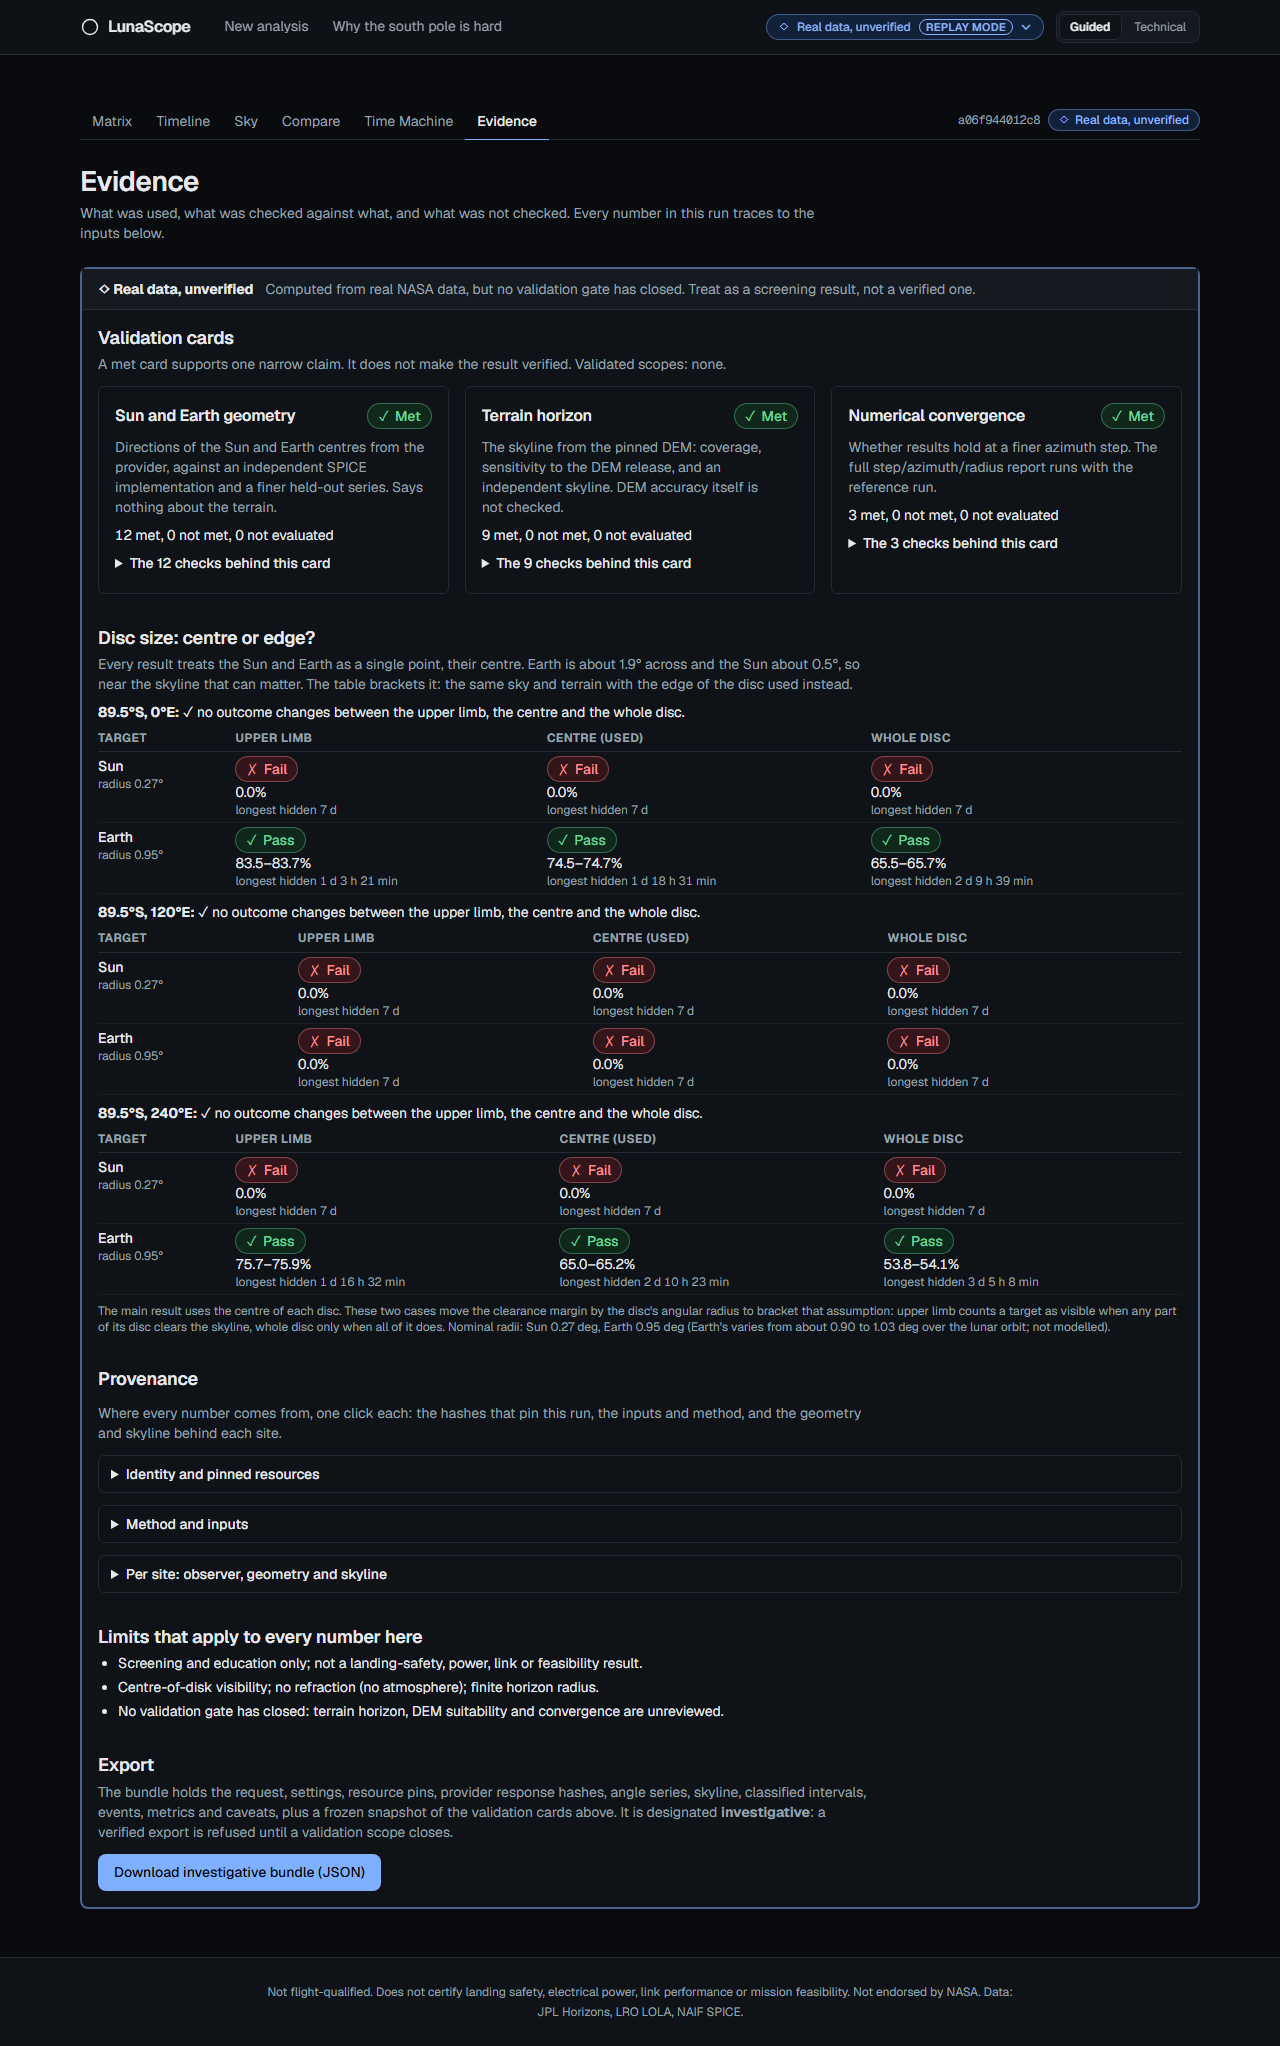 LunaScope
New analysis
Why the south pole is hard
◇ Real data, unverified REPLAY MODE
Guided
Technical
Matrix
Timeline
Sky
Compare
Time Machine
Evidence
a06f944012c8
◇ Real data, unverified
Evidence
What was used, what was checked against what, and what was not checked. Every number in this run traces to the
inputs below.
◇ Real data, unverified Computed from real NASA data, but no validation gate has closed. Treat as a screening result, not a verified one.
Validation cards
A met card supports one narrow claim. It does not make the result verified. Validated scopes: none.
Sun and Earth geometry
✓ Met
Directions of the Sun and Earth centres from the
provider, against an independent SPICE
implementation and a finer held-out series. Says
nothing about the terrain.
12 met, 0 not met, 0 not evaluated
▶ The 12 checks behind this card
Terrain horizon
✓ Met
The skyline from the pinned DEM: coverage,
sensitivity to the DEM release, and an
independent skyline. DEM accuracy itself is
not checked.
9 met, 0 not met, 0 not evaluated
▶ The 9 checks behind this card
Numerical convergence
✓ Met
Whether results hold at a finer azimuth step. The
full step/azimuth/radius report runs with the
reference run.
3 met, 0 not met, 0 not evaluated
▶ The 3 checks behind this card
Disc size: centre or edge?
Every result treats the Sun and Earth as a single point, their centre. Earth is about 1.9° across and the Sun about 0.5°, so
near the skyline that can matter. The table brackets it: the same sky and terrain with the edge of the disc used instead.
89.5°S, 0°E: ✓ no outcome changes between the upper limb, the centre and the whole disc.
TARGET UPPER LIMB CENTRE (USED) WHOLE DISC
Sun ✗ Fail ✗ Fail ✗ Fail
radius 0.27° 0.0% 0.0% 0.0%
longest hidden 7 d longest hidden 7 d longest hidden 7 d
Earth ✓ Pass ✓ Pass ✓ Pass
radius 0.95° 83.5–83.7% 74.5–74.7% 65.5–65.7%
longest hidden 1 d 3 h 21 min longest hidden 1 d 18 h 31 min longest hidden 2 d 9 h 39 min
89.5°S, 120°E: ✓ no outcome changes between the upper limb, the centre and the whole disc.
TARGET UPPER LIMB CENTRE (USED) WHOLE DISC
Sun ✗ Fail ✗ Fail ✗ Fail
radius 0.27° 0.0% 0.0% 0.0%
longest hidden 7 d longest hidden 7 d longest hidden 7 d
Earth ✗ Fail ✗ Fail ✗ Fail
radius 0.95° 0.0% 0.0% 0.0%
longest hidden 7 d longest hidden 7 d longest hidden 7 d
89.5°S, 240°E: ✓ no outcome changes between the upper limb, the centre and the whole disc.
TARGET UPPER LIMB CENTRE (USED) WHOLE DISC
Sun ✗ Fail ✗ Fail ✗ Fail
radius 0.27° 0.0% 0.0% 0.0%
longest hidden 7 d longest hidden 7 d longest hidden 7 d
Earth ✓ Pass ✓ Pass ✓ Pass
radius 0.95° 75.7–75.9% 65.0–65.2% 53.8–54.1%
longest hidden 1 d 16 h 32 min longest hidden 2 d 10 h 23 min longest hidden 3 d 5 h 8 min
The main result uses the centre of each disc. These two cases move the clearance margin by the disc's angular radius to bracket that assumption: upper limb counts a target as visible when any part
of its disc clears the skyline, whole disc only when all of it does. Nominal radii: Sun 0.27 deg, Earth 0.95 deg (Earth's varies from about 0.90 to 1.03 deg over the lunar orbit; not modelled).
Provenance
Where every number comes from, one click each: the hashes that pin this run, the inputs and method, and the geometry
and skyline behind each site.
▶ Identity and pinned resources
▶ Method and inputs
▶ Per site: observer, geometry and skyline
Limits that apply to every number here
• Screening and education only; not a landing-safety, power, link or feasibility result.
• Centre-of-disk visibility; no refraction (no atmosphere); finite horizon radius.
• No validation gate has closed: terrain horizon, DEM suitability and convergence are unreviewed.
Export
The bundle holds the request, settings, resource pins, provider response hashes, angle series, skyline, classified intervals,
events, metrics and caveats, plus a frozen snapshot of the validation cards above. It is designated investigative: a
verified export is refused until a validation scope closes.
Download investigative bundle (JSON)
Not flight-qualified. Does not certify landing safety, electrical power, link performance or mission feasibility. Not endorsed by NASA. Data:
JPL Horizons, LRO LOLA, NAIF SPICE.